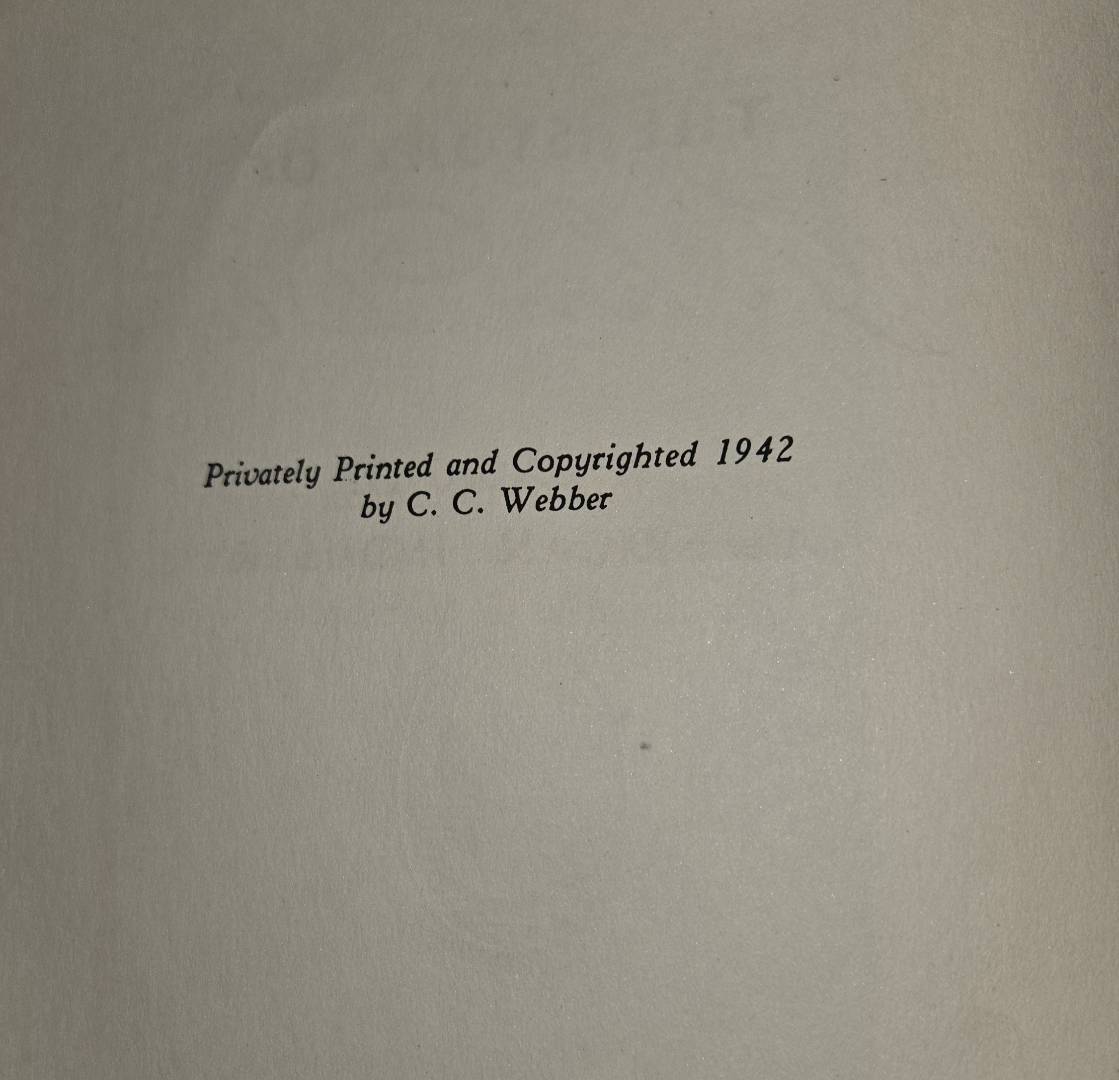 Privately Printed and Copyrighted 1942
by C. C. Webber